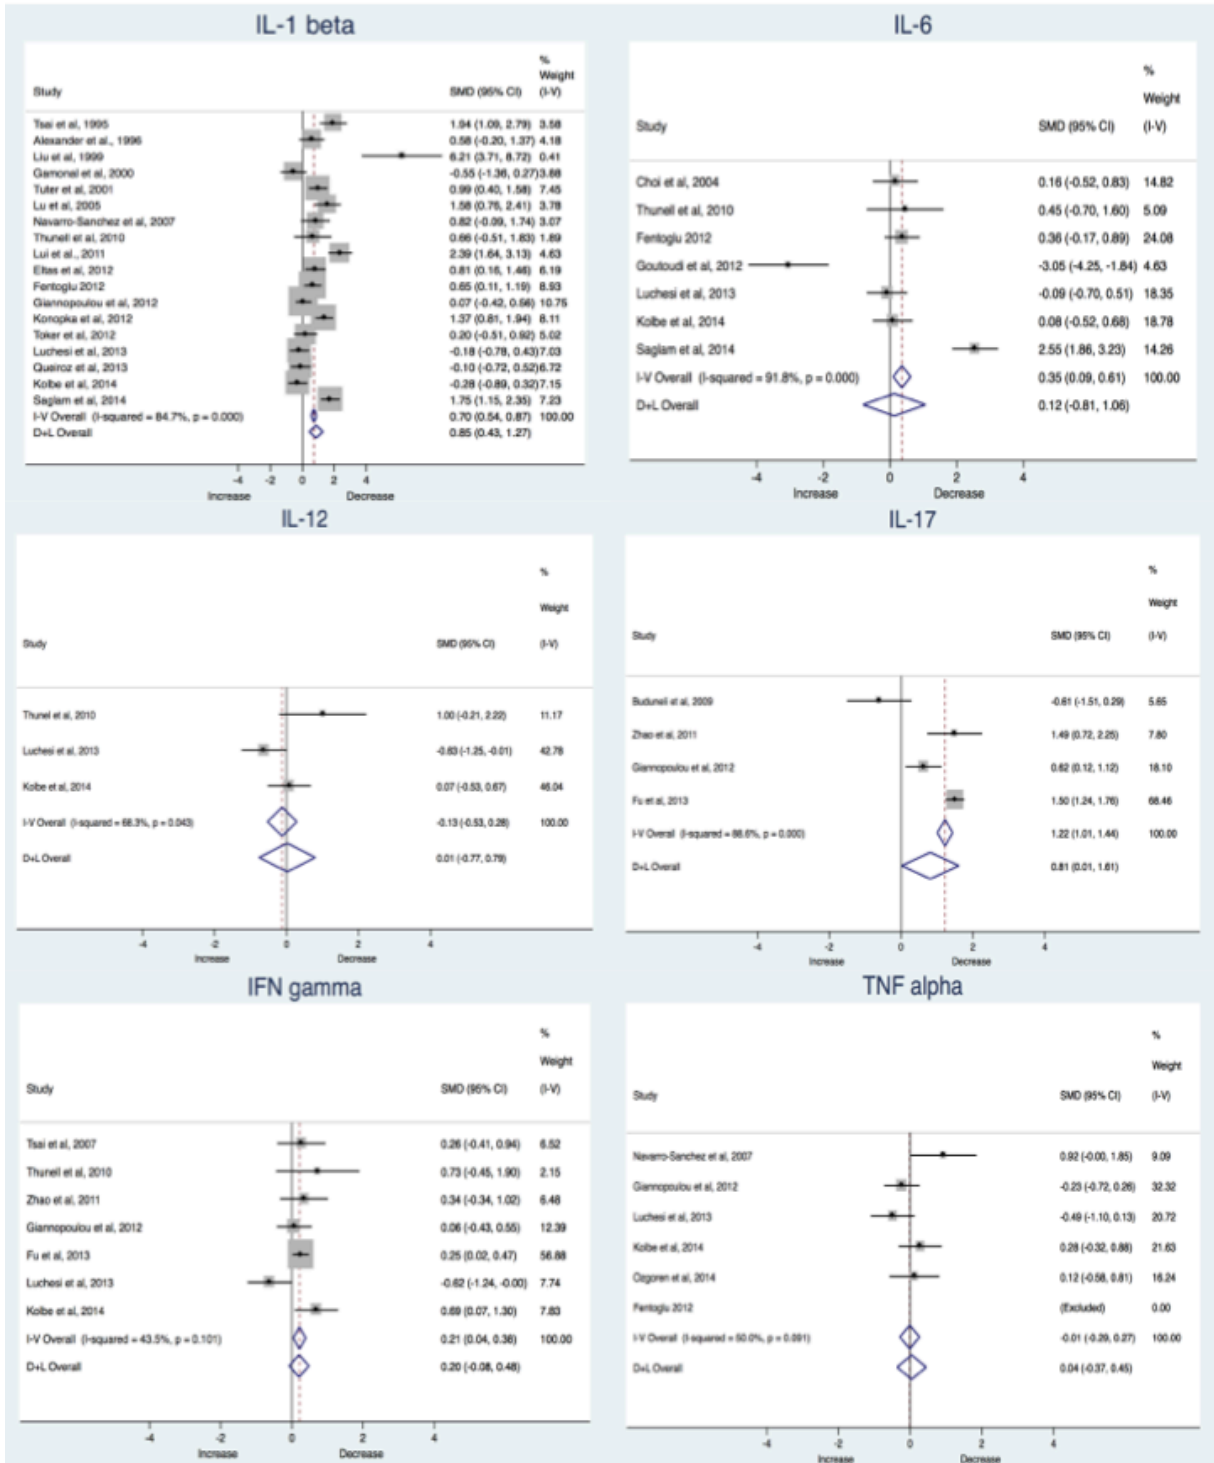 IL-1 beta
%
Weight
Study SMD (95% CI) (I-V)
Tsai et al, 1995 1.94 (1.09, 2.79) 3.58
Alexander et al., 1996 0.58 (-0.20, 1.37) 4.18
Liu et al, 1999 6.21 (3.71, 8.72) 0.41
Gamonal et al, 2000 -0.55 (-1.36, 0.27) 3.88
Tuter et al, 2001 0.99 (0.40, 1.58) 7.45
Lu et al, 2005 1.58 (0.76, 2.41) 3.78
Navarro-Sanchez et al, 2007 0.82 (-0.09, 1.74) 3.07
Thunell et al, 2010 0.66 (-0.51, 1.83) 1.89
Lui et al., 2011 2.39 (1.64, 3.13) 4.63
Eltas et al, 2012 0.81 (0.16, 1.46) 6.19
Fentoglu 2012 0.65 (0.11, 1.19) 8.93
Giannopoulou et al, 2012 0.07 (-0.42, 0.56) 10.75
Konopka et al, 2012 1.37 (0.81, 1.94) 8.11
Toker et al, 2012 0.20 (-0.51, 0.92) 5.02
Luchesi et al, 2013 -0.18 (-0.78, 0.43) 7.03
Queiroz et al, 2013 -0.10 (-0.72, 0.52) 6.72
Kolbe et al, 2014 -0.28 (-0.89, 0.32) 7.15
Saglam et al, 2014 1.75 (1.15, 2.35) 7.23
I-V Overall (I-squared = 84.7%, p = 0.000) 0.70 (0.54, 0.87) 100.00
D+L Overall 0.85 (0.43, 1.27)
-4 -2 0 2 4
Increase Decrease
IL-6
%
Weight
Study SMD (95% CI) (I-V)
Choi et al, 2004 0.16 (-0.52, 0.83) 14.82
Thunell et al, 2010 0.45 (-0.70, 1.60) 5.09
Fentoglu 2012 0.36 (-0.17, 0.89) 24.08
Goutoudi et al, 2012 -3.05 (-4.25, -1.84) 4.63
Luchesi et al, 2013 -0.09 (-0.70, 0.51) 18.35
Kolbe et al, 2014 0.08 (-0.52, 0.68) 18.78
Saglam et al, 2014 2.55 (1.86, 3.23) 14.26
I-V Overall (I-squared = 91.8%, p = 0.000) 0.35 (0.09, 0.61) 100.00
D+L Overall 0.12 (-0.81, 1.06)
-4 -2 0 2 4
Increase Decrease
IL-12
%
Weight
Study SMD (95% CI) (I-V)
Thunel et al, 2010 1.00 (-0.21, 2.22) 11.17
Luchesi et al, 2013 -0.63 (-1.25, -0.01) 42.78
Kolbe et al, 2014 0.07 (-0.53, 0.67) 46.04
I-V Overall (I-squared = 68.3%, p = 0.043) -0.13 (-0.53, 0.28) 100.00
D+L Overall 0.01 (-0.77, 0.79)
-4 -2 0 2 4
Increase Decrease
IL-17
%
Weight
Study SMD (95% CI) (I-V)
Buduneli et al, 2009 -0.61 (-1.51, 0.29) 5.65
Zhao et al, 2011 1.49 (0.72, 2.25) 7.80
Giannopoulou et al, 2012 0.62 (0.12, 1.12) 18.10
Fu et al, 2013 1.50 (1.24, 1.76) 68.46
I-V Overall (I-squared = 88.6%, p = 0.000) 1.22 (1.01, 1.44) 100.00
D+L Overall 0.81 (0.01, 1.61)
-4 -2 0 2 4
Increase Decrease
IFN gamma
%
Weight
Study SMD (95% CI) (I-V)
Tsai et al, 2007 0.26 (-0.41, 0.94) 6.52
Thunell et al, 2010 0.73 (-0.45, 1.90) 2.15
Zhao et al, 2011 0.34 (-0.34, 1.02) 6.48
Giannopoulou et al, 2012 0.06 (-0.43, 0.55) 12.39
Fu et al, 2013 0.25 (0.02, 0.47) 56.88
Luchesi et al, 2013 -0.62 (-1.24, -0.00) 7.74
Kolbe et al, 2014 0.69 (0.07, 1.30) 7.83
I-V Overall (I-squared = 43.5%, p = 0.101) 0.21 (0.04, 0.38) 100.00
D+L Overall 0.20 (-0.08, 0.48)
-4 -2 0 2 4
Increase Decrease
TNF alpha
%
Weight
Study SMD (95% CI) (I-V)
Navarro-Sanchez et al, 2007 0.92 (-0.00, 1.85) 9.09
Giannopoulou et al, 2012 -0.23 (-0.72, 0.26) 32.32
Luchesi et al, 2013 -0.49 (-1.10, 0.13) 20.72
Kolbe et al, 2014 0.28 (-0.32, 0.88) 21.63
Ozgoren et al, 2014 0.12 (-0.58, 0.81) 16.24
Fentoglu 2012 (Excluded) 0.00
I-V Overall (I-squared = 50.0%, p = 0.091) -0.01 (-0.29, 0.27) 100.00
D+L Overall 0.04 (-0.37, 0.45)
-4 -2 0 2 4
Increase Decrease